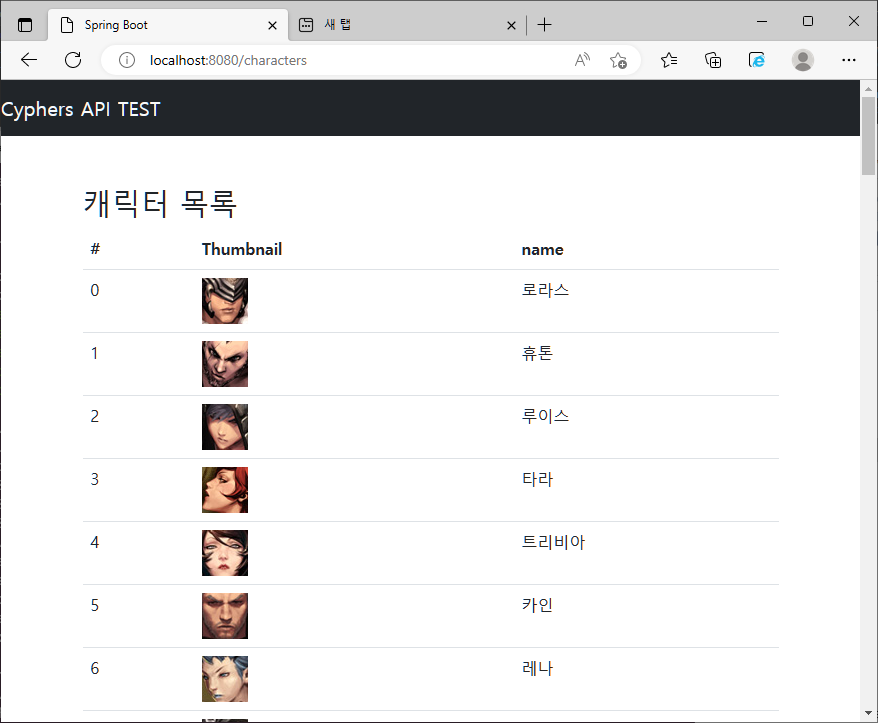 Spring Boot
새 탭
localhost:8080/characters
Cyphers API TEST
캐릭터 목록
# Thumbnail name
0 로라스
1 휴톤
2 루이스
3 타라
4 트리비아
5 카인
6 레나